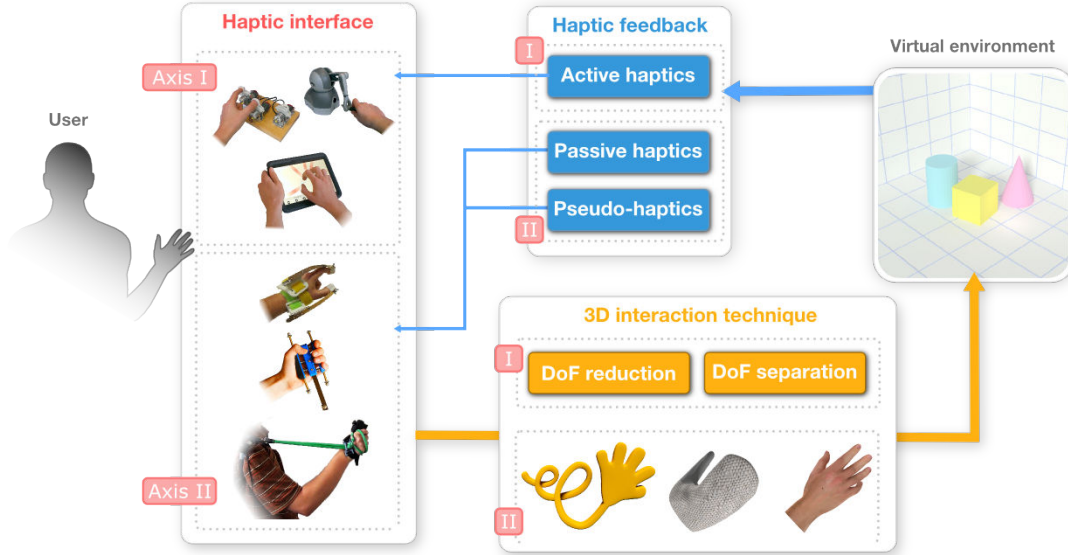 Haptic interface
Haptic feedback
Virtual environment
I
Axis I
Active haptics
User
Passive haptics
Pseudo-haptics
II
3D interaction technique
I
DoF reduction
DoF separation
Axis II
II